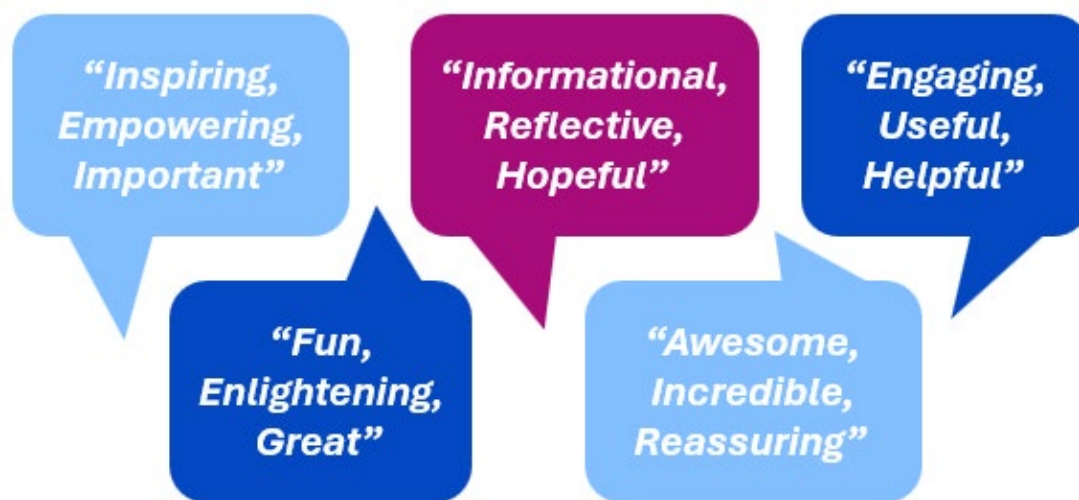 “Inspiring,
Empowering,
Important”
“Informational,
Reflective,
Hopeful”
“Engaging,
Useful,
Helpful”
“Fun,
Enlightening,
Great”
“Awesome,
Incredible,
Reassuring”